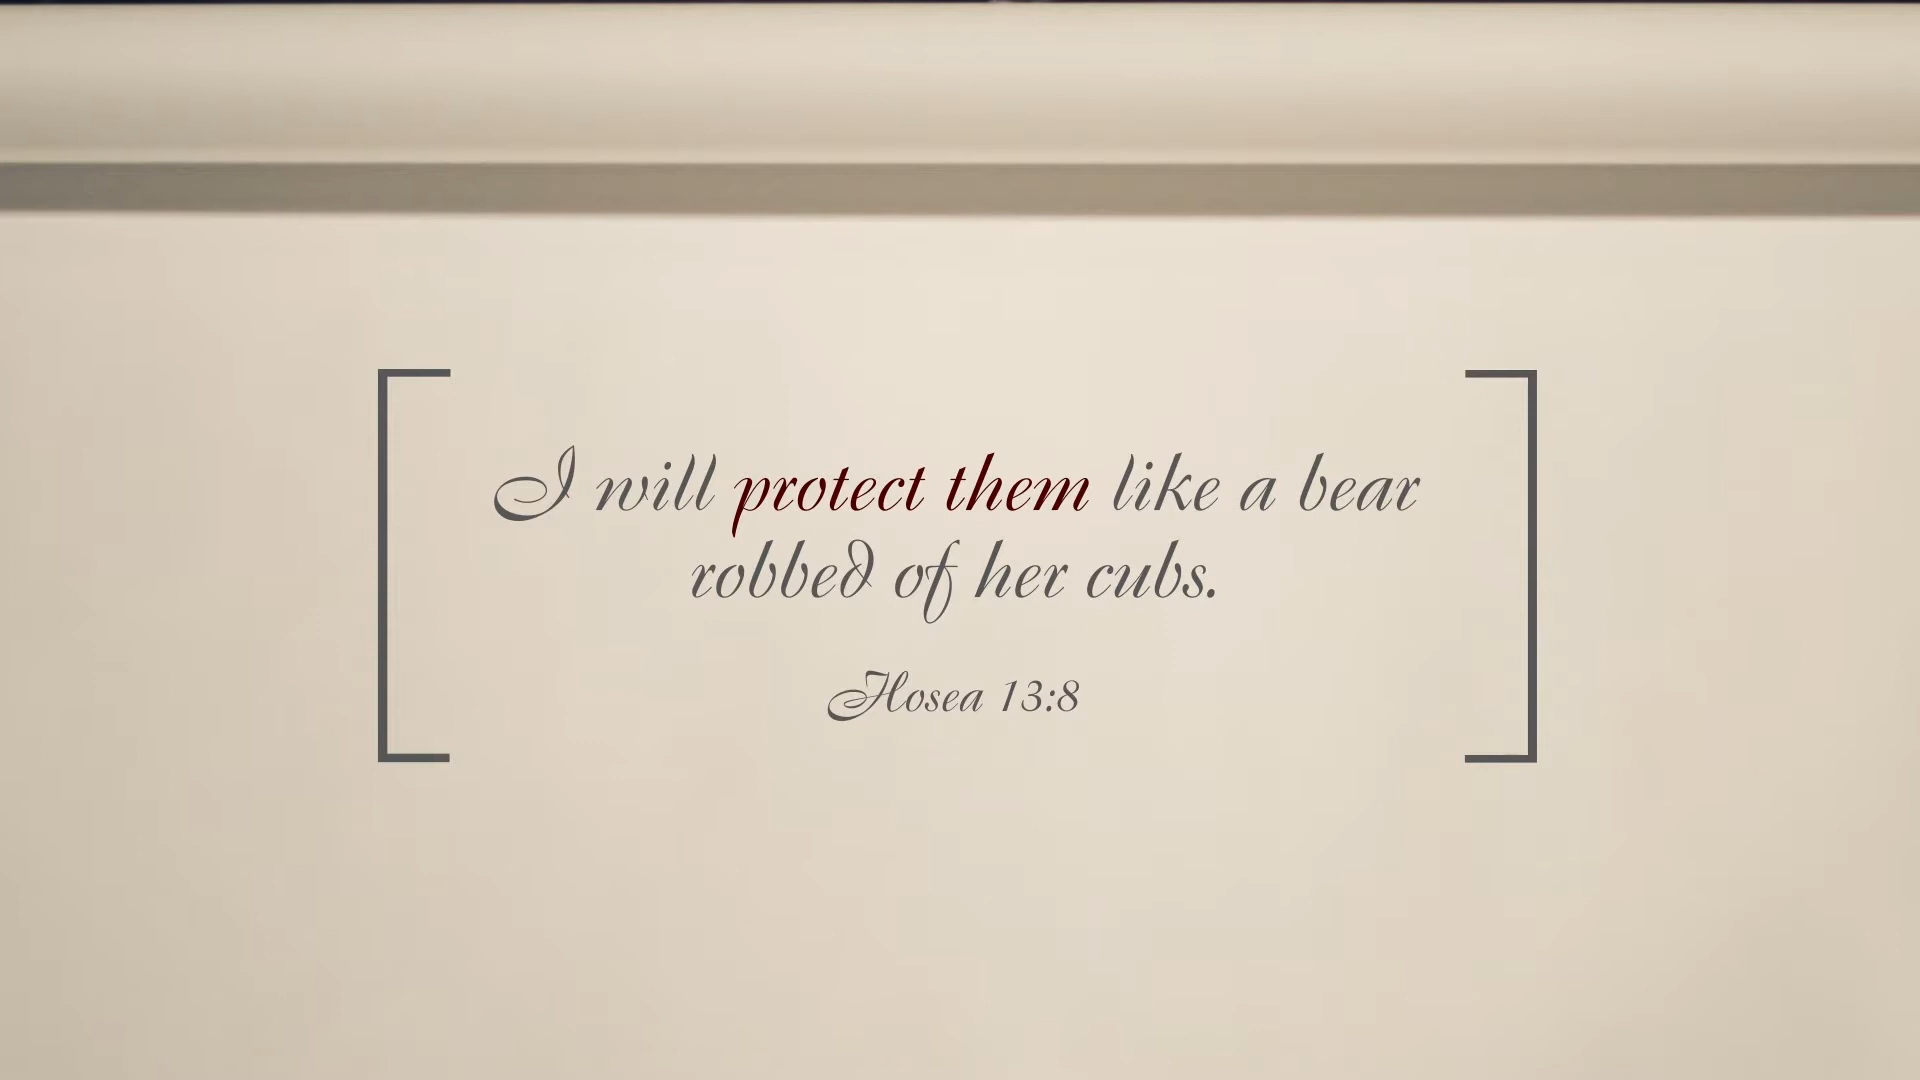 I will protect them like a bear
robbed of her cubs.
Hosea 13:8